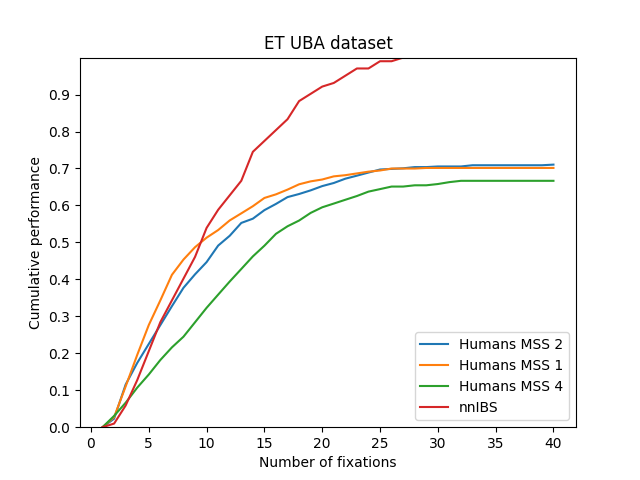 ET UBA dataset
Cumulative performance
0.9
0.8
0.7
0.6
0.5
0.4
0.3
0.2
0.1
0.0
0 5 10 15 20 25 30 35 40
Number of fixations
Humans MSS 2
Humans MSS 1
Humans MSS 4
nnIBS